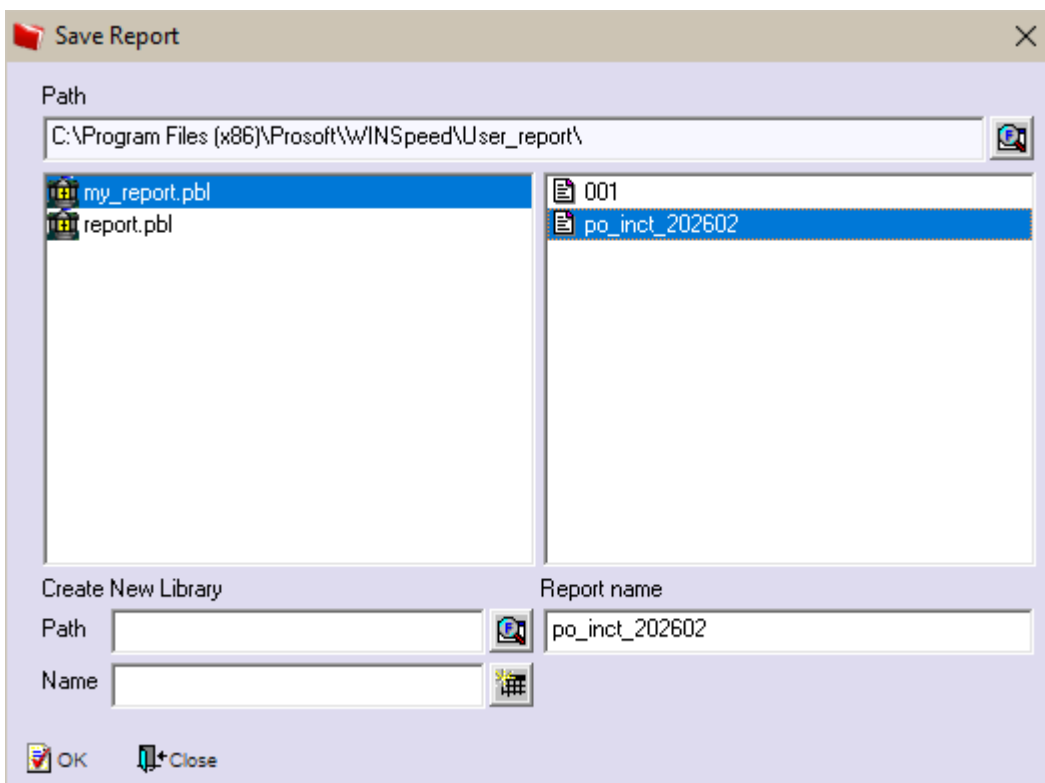 Save Report
Path
C:\Program Files (x86)\Prosoft\WINSpeed\User_report\
my_report.pbl
report.pbl
001
po_inct_202602
Create New Library
Path
Name
Report name
po_inct_202602
OK
Close